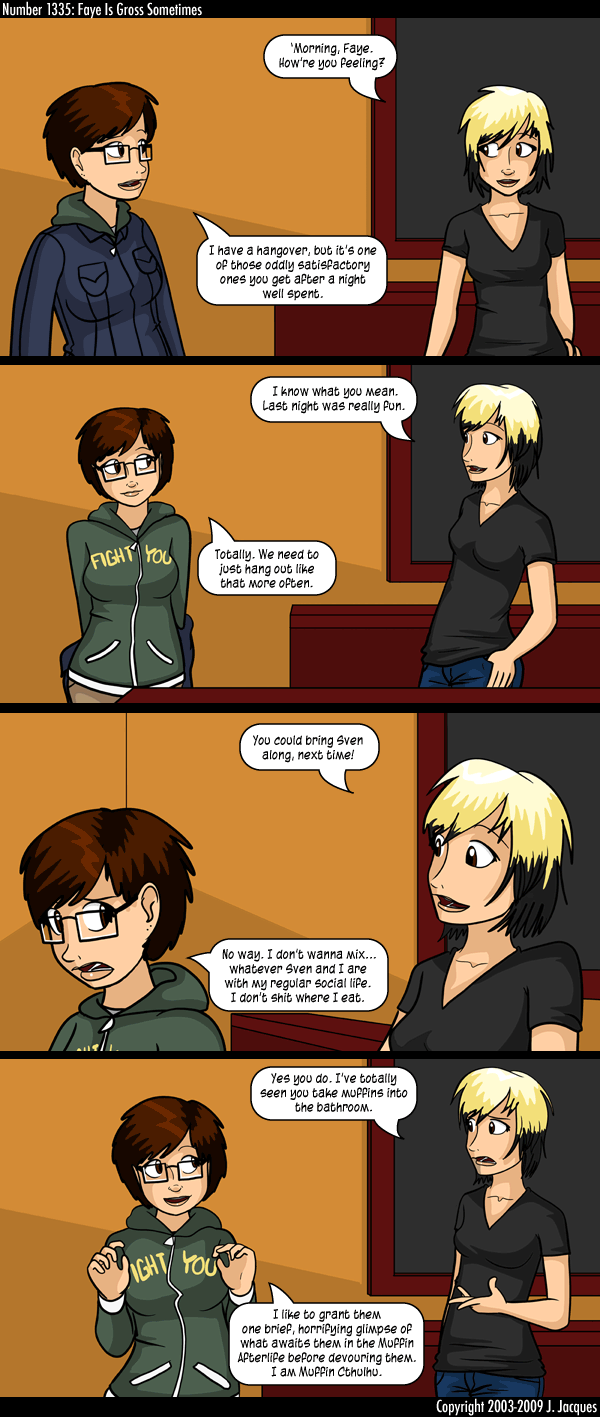 Number 1335: Faye Is Gross Sometimes
'Morning, Faye.
How're you feeling?
I have a hangover, but it's one
of those oddly satisfactory
ones you get after a night
well spent.
I know what you mean.
Last night was really fun.
FIGHT YOU
Totally. We need to
just hang out like
that more often.
You could bring Sven
along, next time!
No way. I don't wanna mix...
whatever Sven and I are
with my regular social life.
I don't shit where I eat.
GHT
Yes you do. I've totally
seen you take muffins into
the bathroom.
IGHT YOU
I like to grant them
one brief, horrifying glimpse of
what awaits them in the Muffin
Afterlife before devouring them.
I am Muffin Cthulhu.
Copyright 2003-2009 J. Jacques